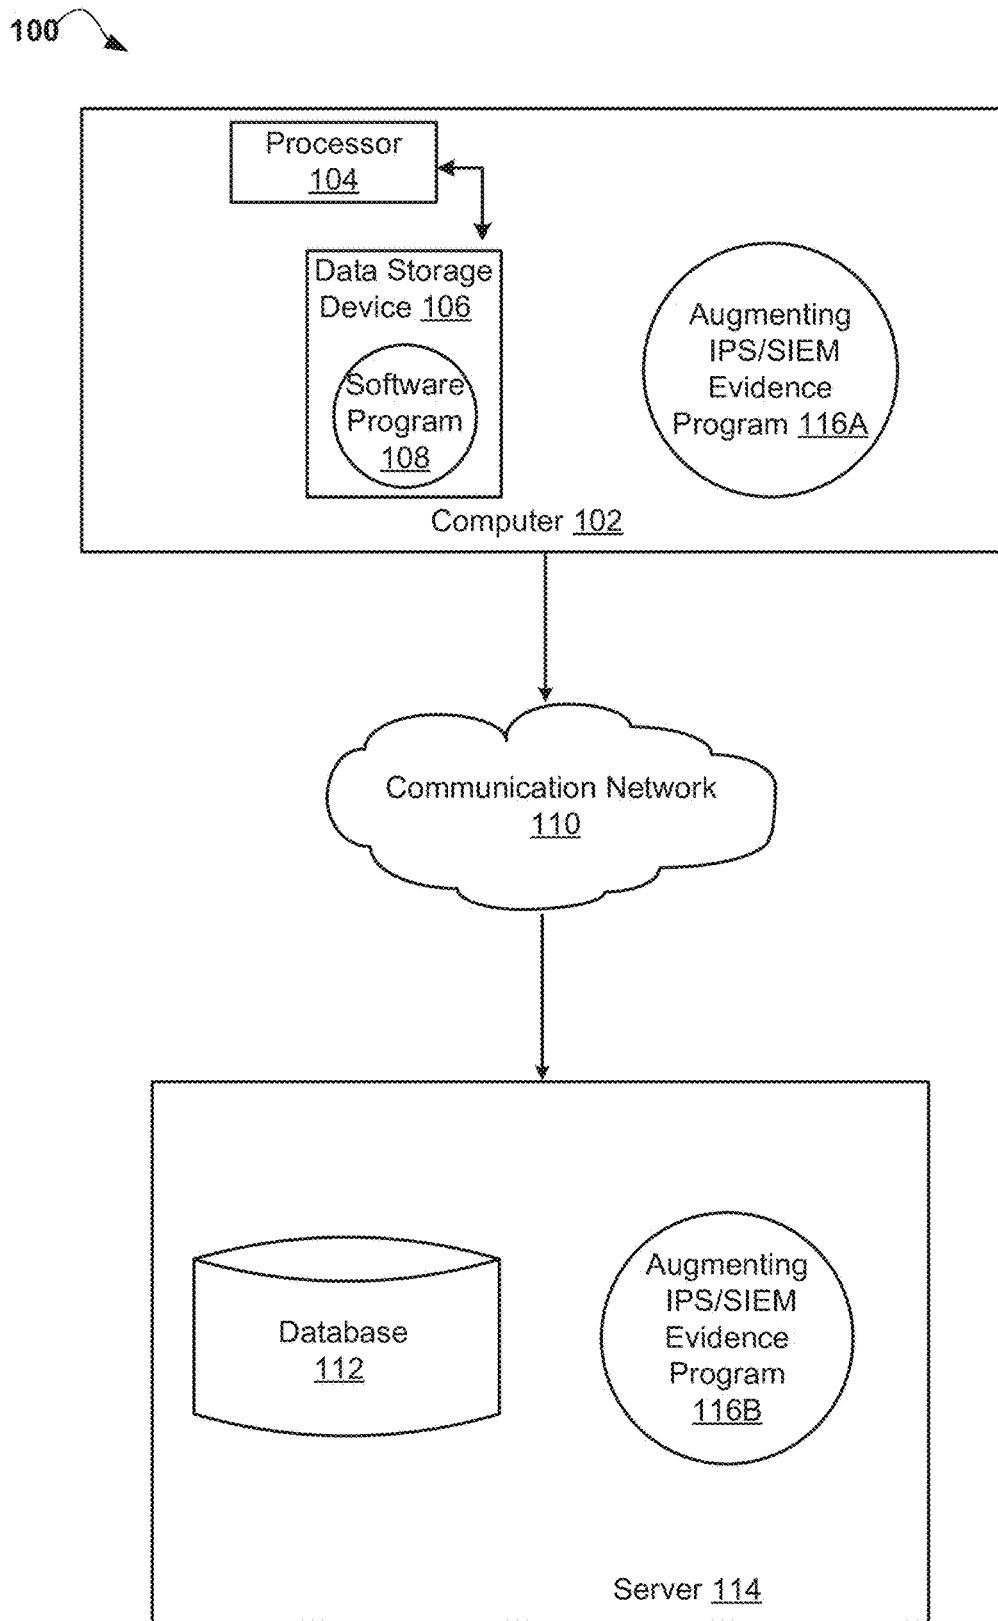 100
Processor
104
Data Storage
Device 106
Software
Program
108
Augmenting
IPS/SIEM
Evidence
Program 116A
Computer 102
Communication Network
110
Database
112
Augmenting
IPS/SIEM
Evidence
Program
116B
Server 114